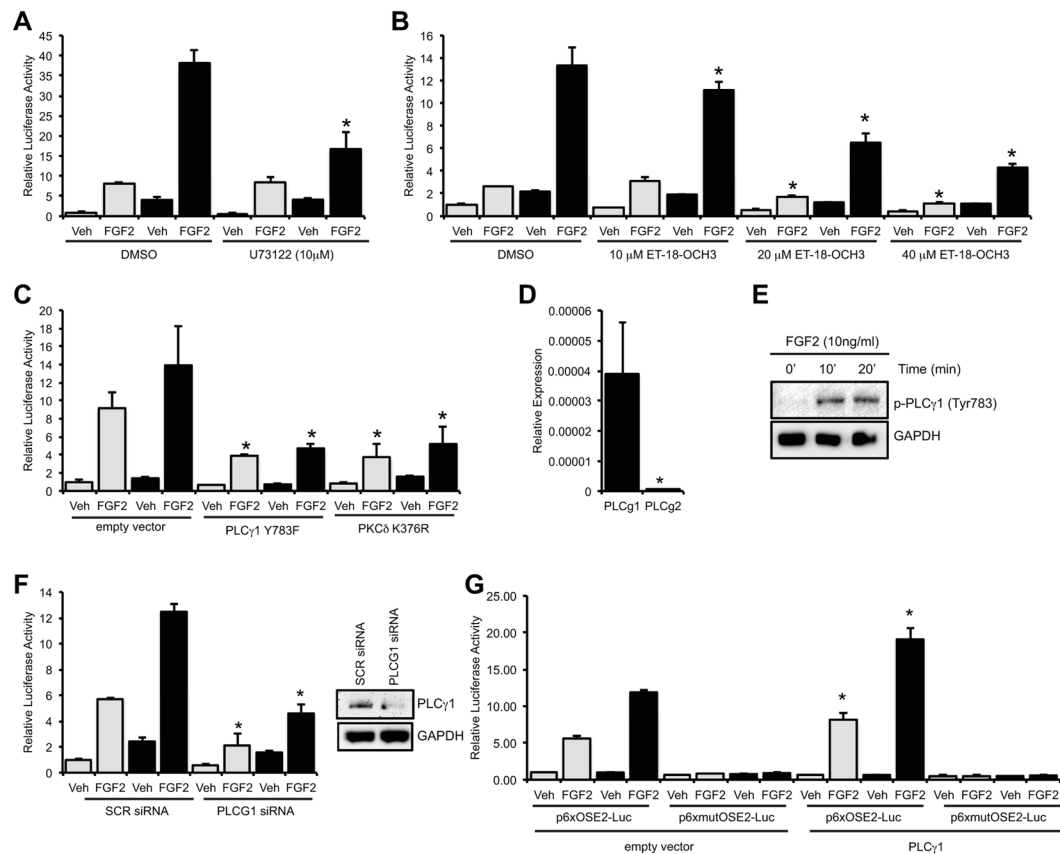 A
Relative Luciferase Activity
45
40
35
30
25
20
15
10
5
0
*
Veh FGF2 Veh FGF2 Veh FGF2 Veh FGF2
DMSO U73122 (10μM)
B
Relative Luciferase Activity
16
14
12
10
8
6
4
2
0
* * * * *
Veh FGF2 Veh FGF2 Veh FGF2 Veh FGF2 Veh FGF2 Veh FGF2 Veh FGF2 Veh FGF2
DMSO 10 μM ET-18-OCH3 20 μM ET-18-OCH3 40 μM ET-18-OCH3
C
Relative Luciferase Activity
20
18
16
14
12
10
8
6
4
2
0
* * * *
Veh FGF2 Veh FGF2 Veh FGF2 Veh FGF2 Veh FGF2 Veh FGF2
empty vector PLCγ1 Y783F PKCδ K376R
D
Relative Expression
0.00006
0.00005
0.00004
0.00003
0.00002
0.00001
0
*
PLCg1 PLCg2
E
FGF2 (10ng/ml)
0' 10' 20' Time (min)
p-PLCγ1 (Tyr783)
GAPDH
F
Relative Luciferase Activity
14
12
10
8
6
4
2
0
* *
Veh FGF2 Veh FGF2 Veh FGF2 Veh FGF2
SCR siRNA PLCG1 siRNA
SCR siRNA
PLCG1 siRNA
PLCγ1
GAPDH
G
Relative Luciferase Activity
25.00
20.00
15.00
10.00
5.00
0.00
* *
Veh FGF2 Veh FGF2 Veh FGF2 Veh FGF2 Veh FGF2 Veh FGF2 Veh FGF2 Veh FGF2
p6xOSE2-Luc p6xmutOSE2-Luc p6xOSE2-Luc p6xmutOSE2-Luc
empty vector PLCγ1